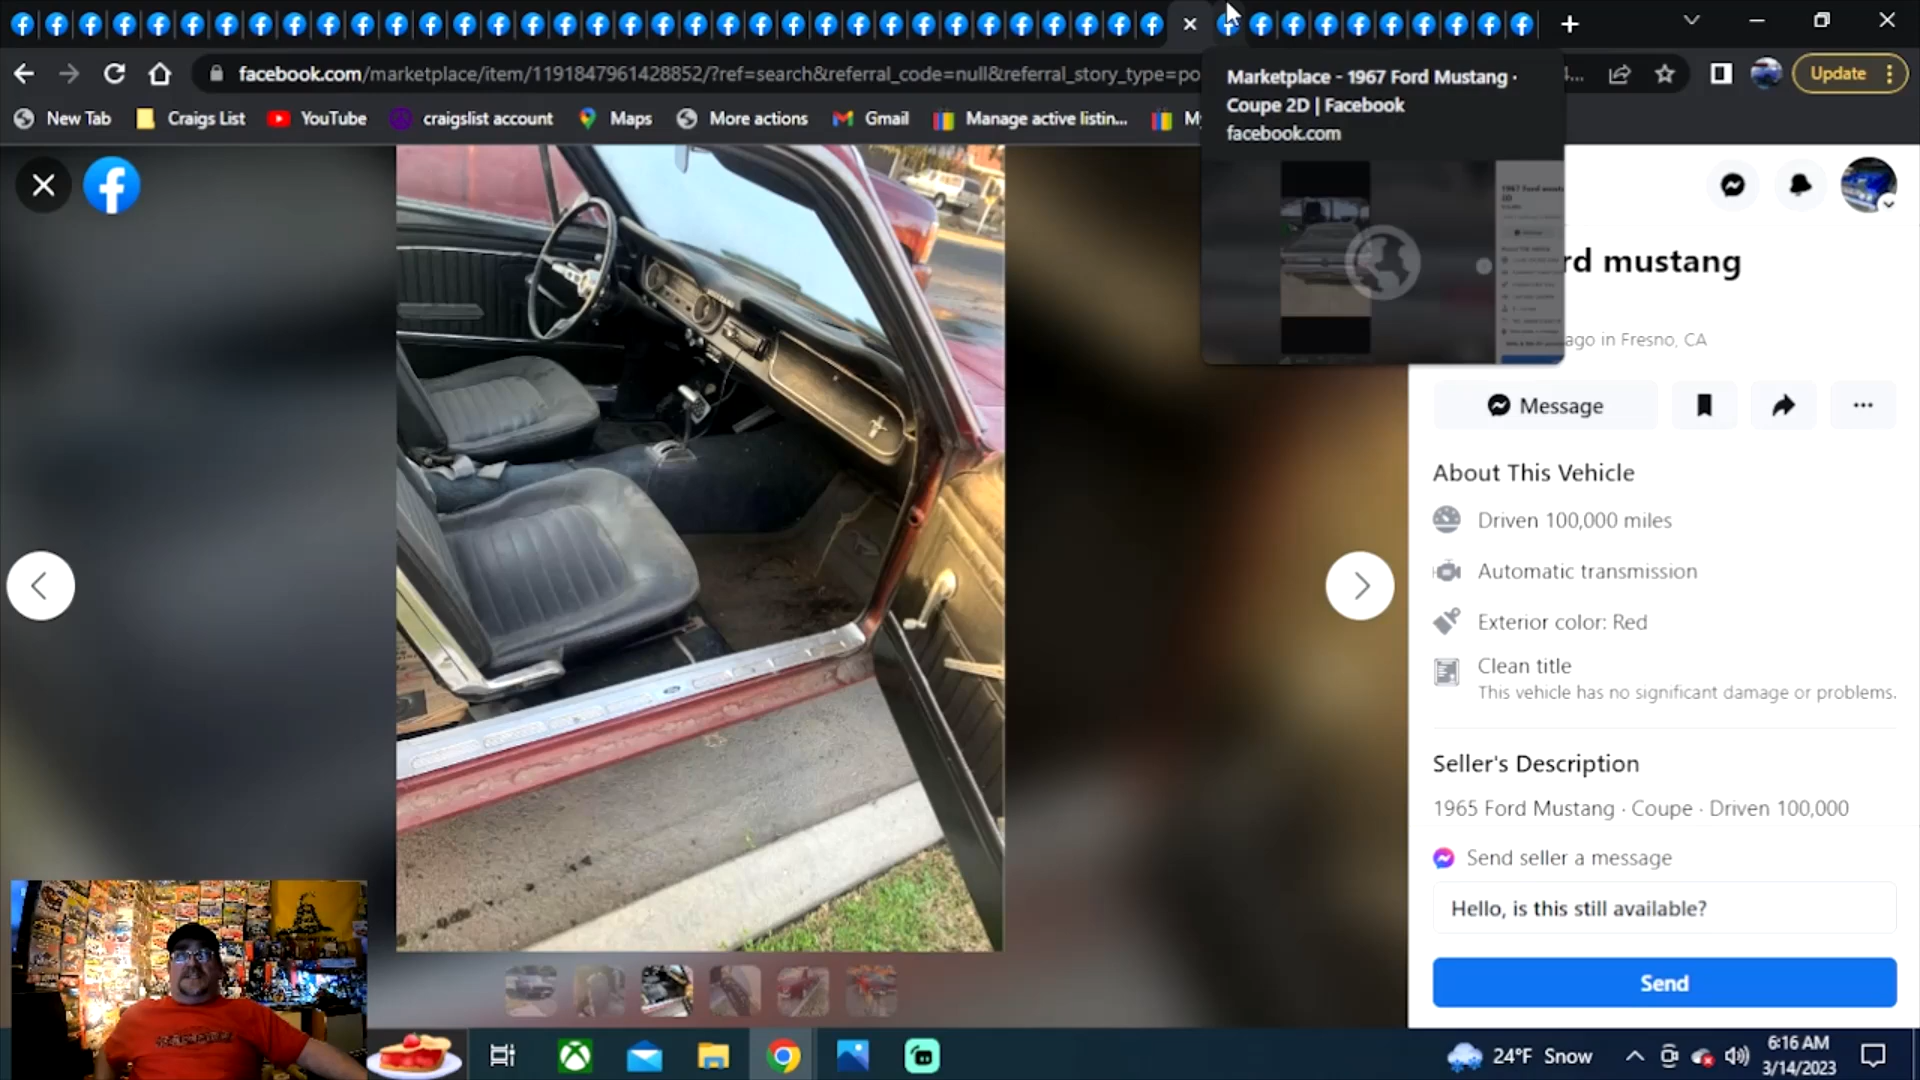 facebook.com/marketplace/item/1191847961428852/?ref=search&referral_code=null&referral_story_type=po
Update
New Tab
Craigs List
YouTube
craigslist account
Maps
More actions
Gmail
Manage active listin...
Marketplace - 1967 Ford Mustang ·
Coupe 2D | Facebook
facebook.com
rd mustang
ago in Fresno, CA
Message
About This Vehicle
Driven 100,000 miles
Automatic transmission
Exterior color: Red
Clean title
This vehicle has no significant damage or problems.
Seller's Description
1965 Ford Mustang · Coupe · Driven 100,000
Send seller a message
Hello, is this still available?
Send
24°F Snow
6:16 AM
3/14/2023